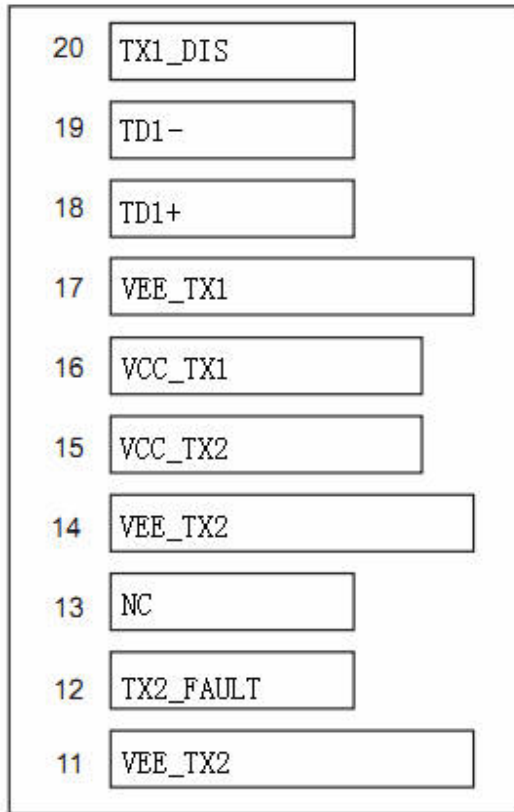 20 TX1_DIS
19 TD1-
18 TD1+
17 VEE_TX1
16 VCC_TX1
15 VCC_TX2
14 VEE_TX2
13 NC
12 TX2_FAULT
11 VEE_TX2